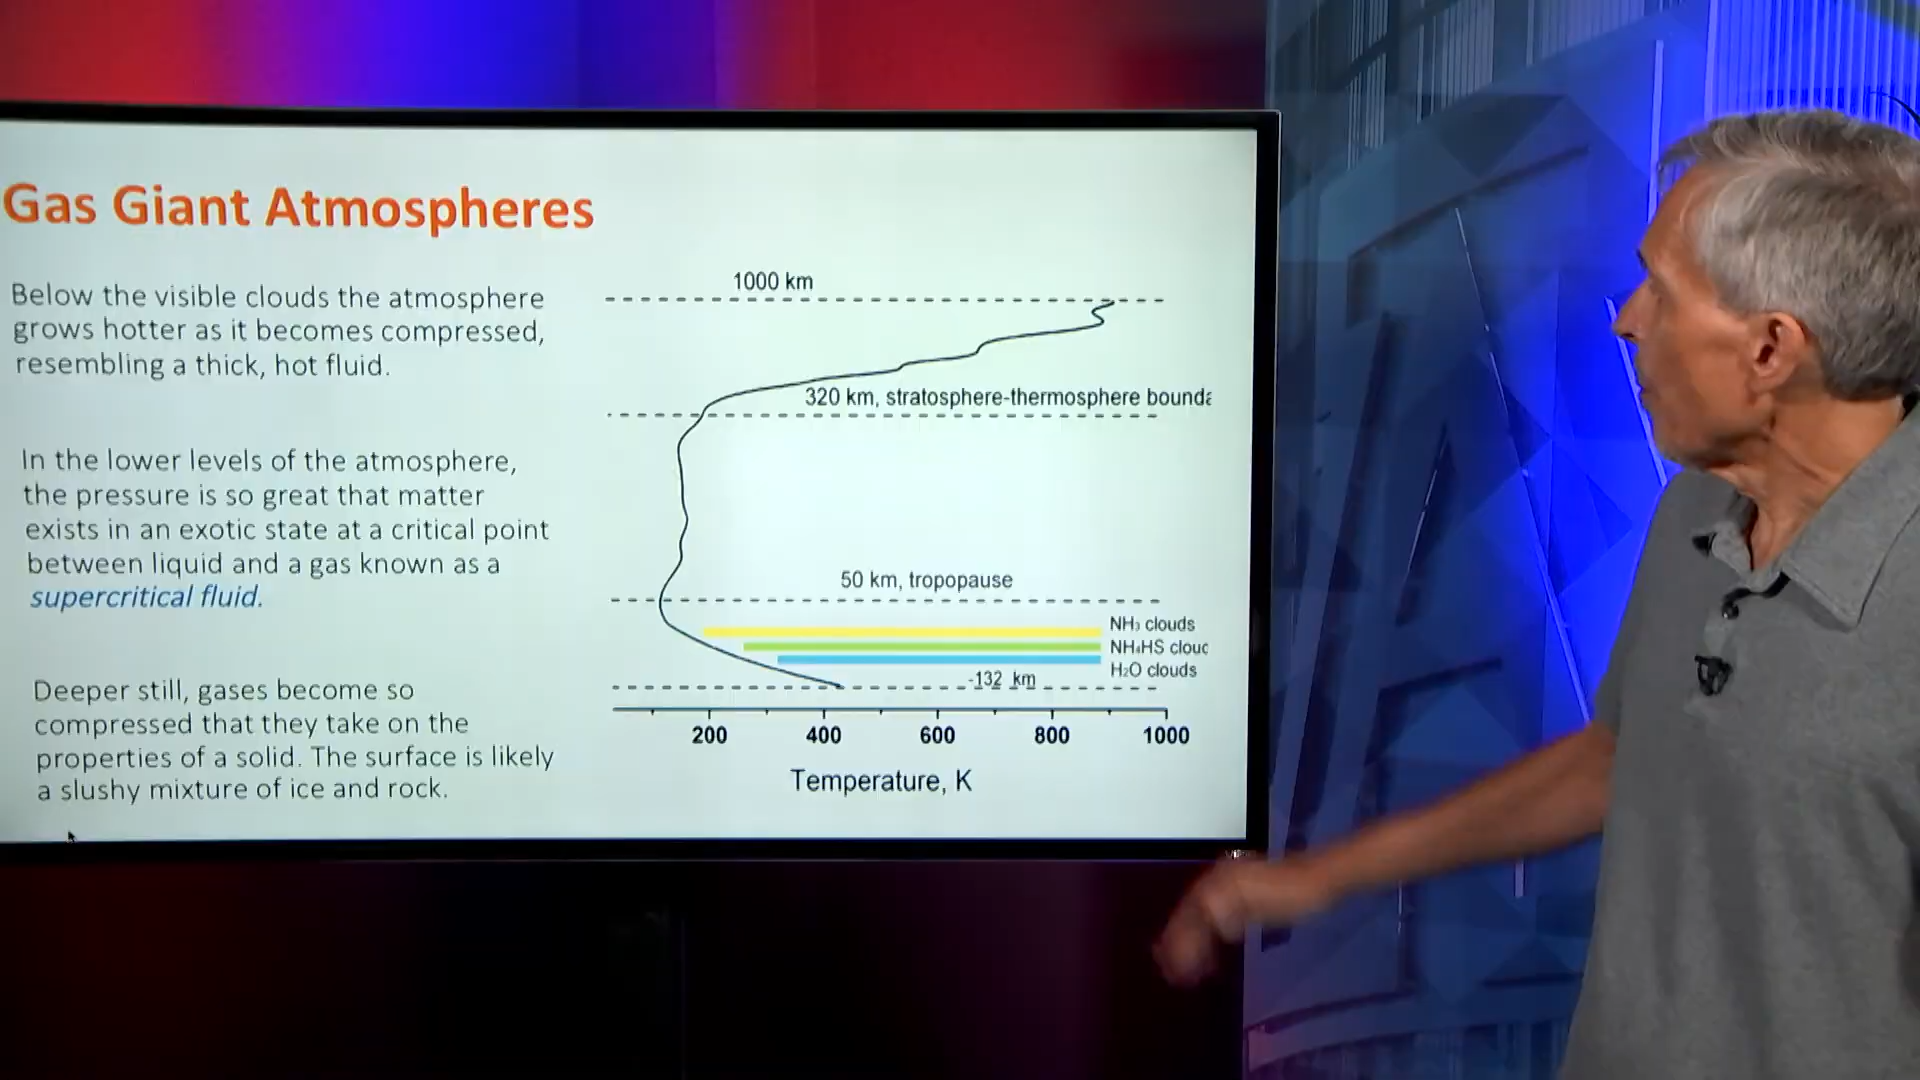 Gas Giant Atmospheres
Below the visible clouds the atmosphere
grows hotter as it becomes compressed,
resembling a thick, hot fluid.
In the lower levels of the atmosphere,
the pressure is so great that matter
exists in an exotic state at a critical point
between liquid and a gas known as a
supercritical fluid.
Deeper still, gases become so
compressed that they take on the
properties of a solid. The surface is likely
a slushy mixture of ice and rock.
1000 km
320 km, stratosphere-thermosphere bounda
50 km, tropopause
NH₃ clouds
NH₄HS clouc
H₂O clouds
-132 km
200 400 600 800 1000
Temperature, K